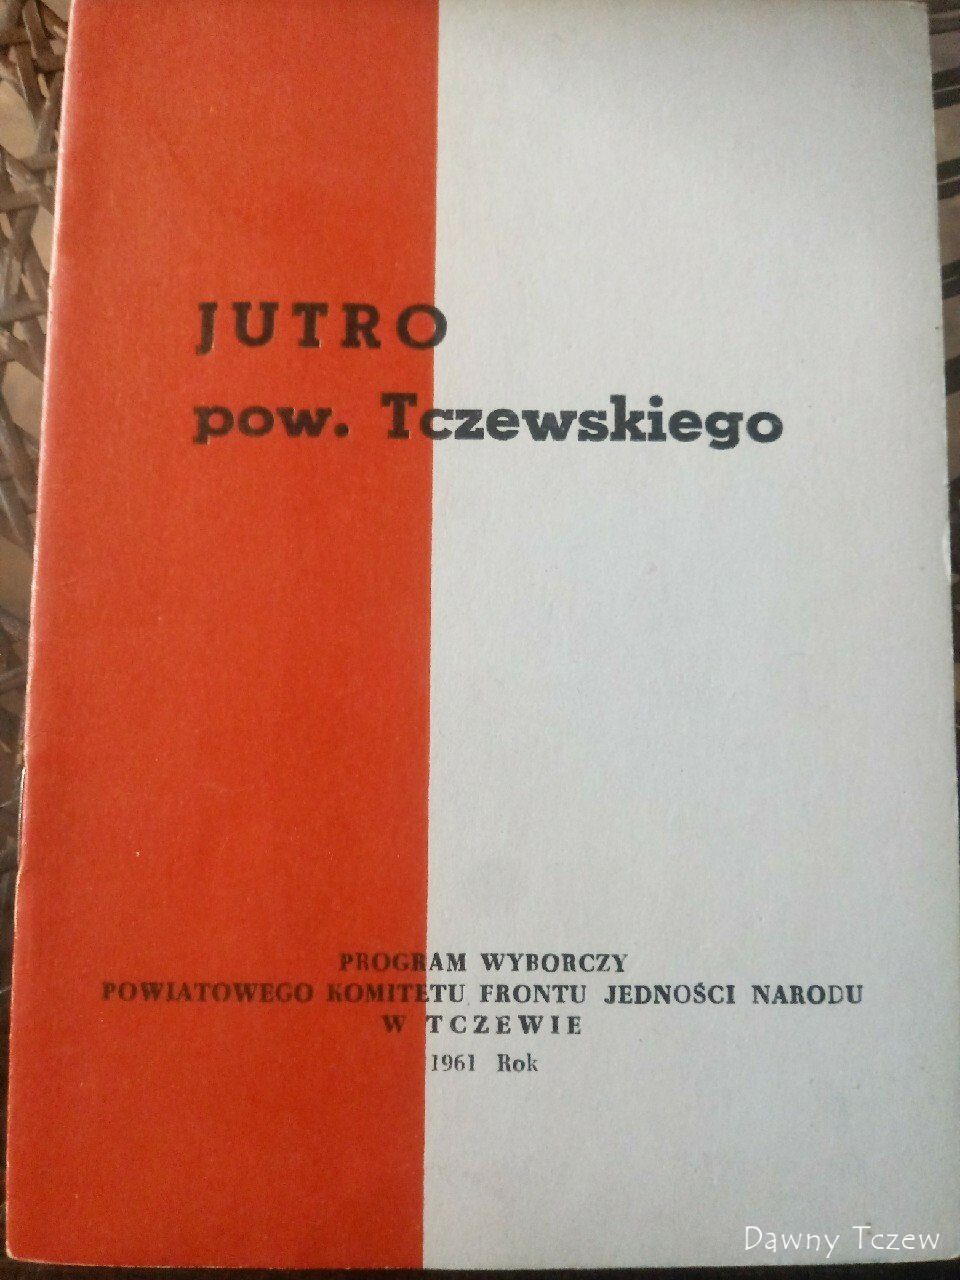 JUTRO
pow. Tczewskiego
PROGRAM WYBORCZY
POWIATOWEGO KOMITETU FRONTU JEDNOŚCI NARODU
W TCZEWIE
1961 Rok
Dawny Tczew